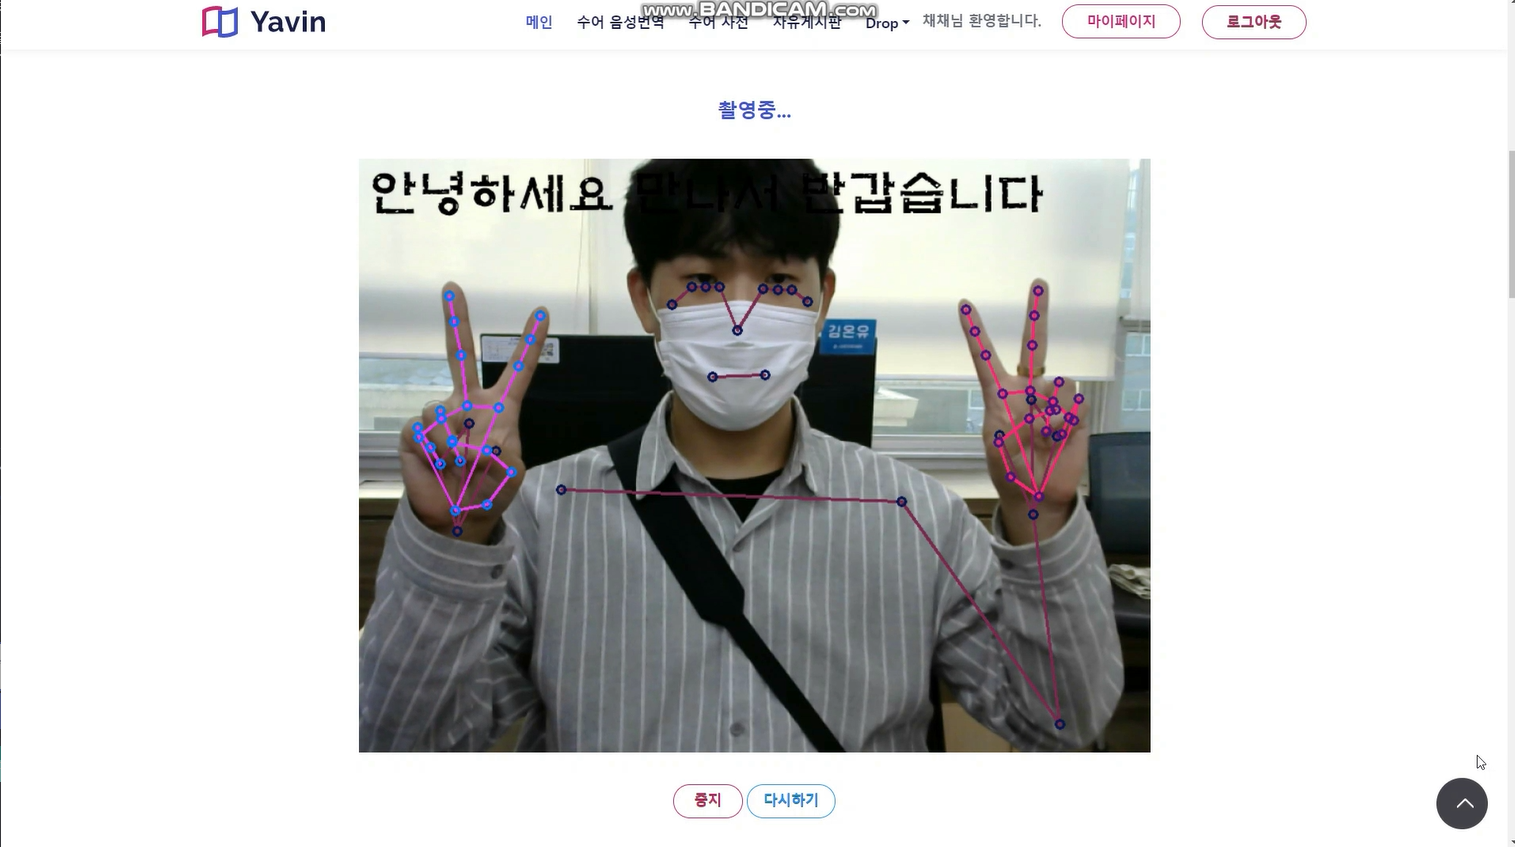 www.BANDICAM.com
Yavin
메인 수어 음성번역 수어 사전 자유게시판 Drop 채채님 환영합니다. 마이페이지 로그아웃
촬영중...
안녕하세요 만나서 반갑습니다
김온유
중지 다시하기